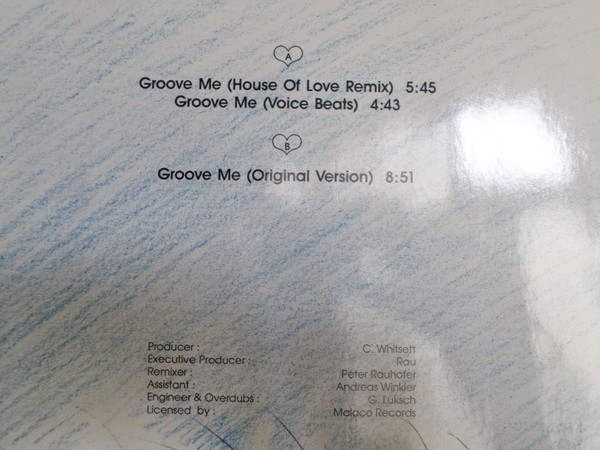 A
Groove Me (House Of Love Remix) 5:45
Groove Me (Voice Beats) 4:43
B
Groove Me (Original Version) 8:51
Producer : C. Whitsett
Executive Producer : Rau
Remixer : Peter Rauhofer
Assistant : Andreas Winkler
Engineer & Overdubs : G. Luksch
Licensed by : Malaco Records